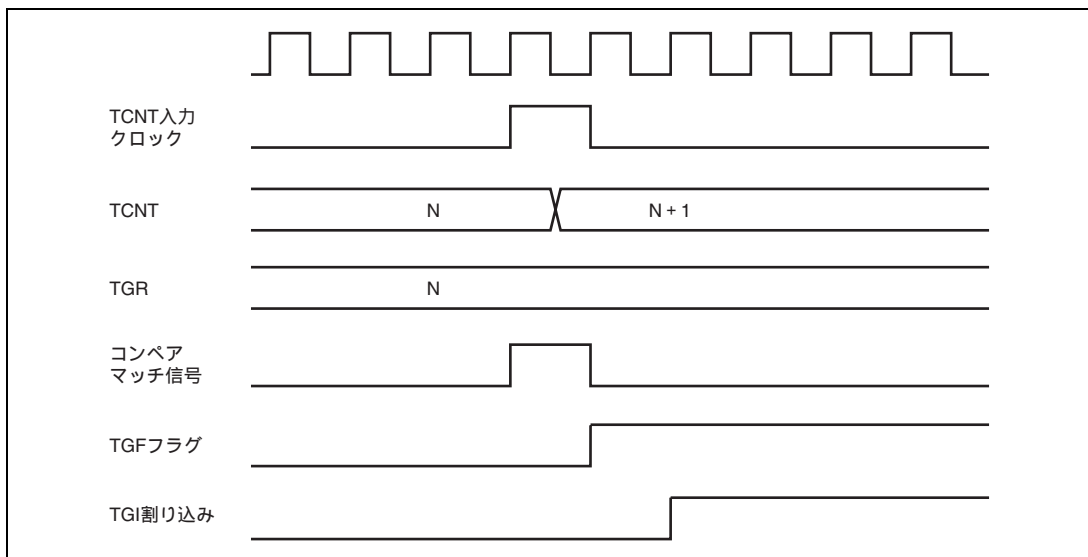 TCNT入力
クロック
TCNT
N
N + 1
TGR
N
コンペア
マッチ信号
TGFフラグ
TGI割り込み